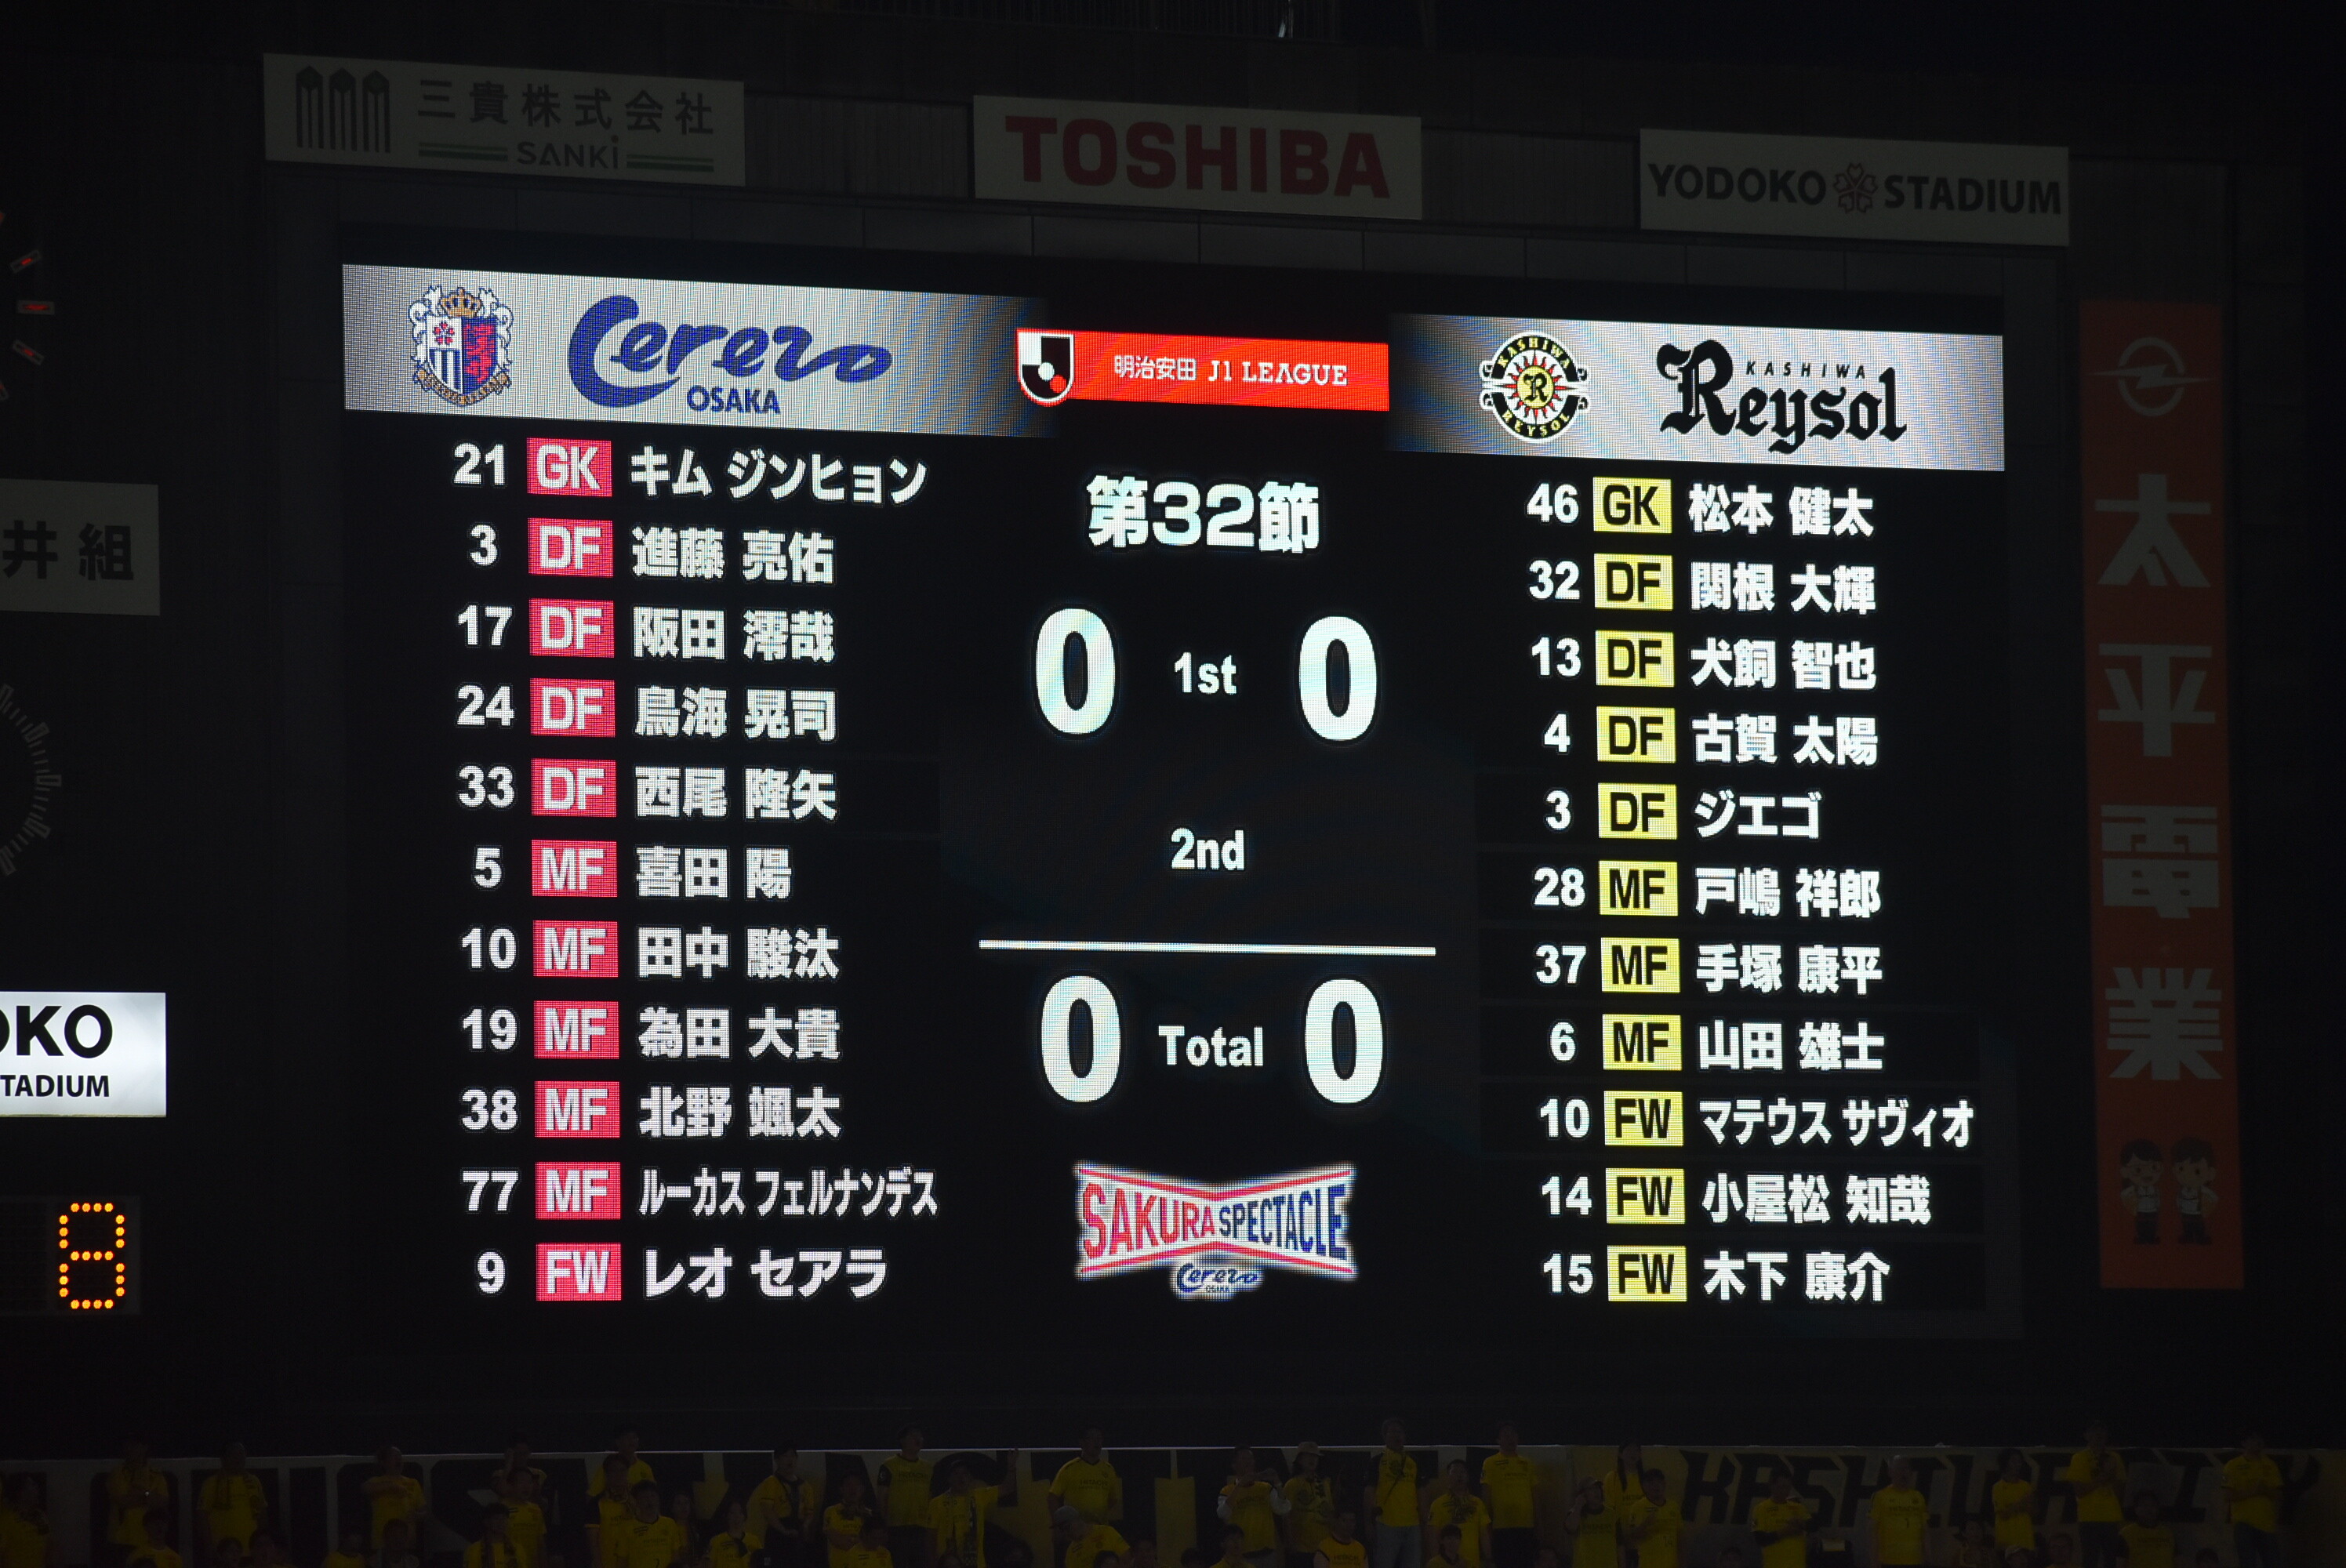 三貴株式会社
SANKi
TOSHIBA
YODOKO STADIUM
Cerezo
OSAKA
明治安田 J1 LEAGUE
KASHIWA
REYSOL
R
KASHIWA
Reysol
21 GK キム ジンヒョン
3 DF 進藤 亮佑
17 DF 阪田 澪哉
24 DF 鳥海 晃司
33 DF 西尾 隆矢
5 MF 喜田 陽
10 MF 田中 駿汰
19 MF 為田 大貴
38 MF 北野 颯太
77 MF ルーカス フェルナンデス
9 FW レオ セアラ
第32節
0 1st 0
2nd
0 Total 0
SAKURA SPECTACLE
Cerezo
OSAKA
46 GK 松本 健太
32 DF 関根 大輝
13 DF 犬飼 智也
4 DF 古賀 太陽
3 DF ジエゴ
28 MF 戸嶋 祥郎
37 MF 手塚 康平
6 MF 山田 雄士
10 FW マテウス サヴィオ
14 FW 小屋松 知哉
15 FW 木下 康介
太平電業
井組
OKO
TADIUM
8
KASHIWA CITY